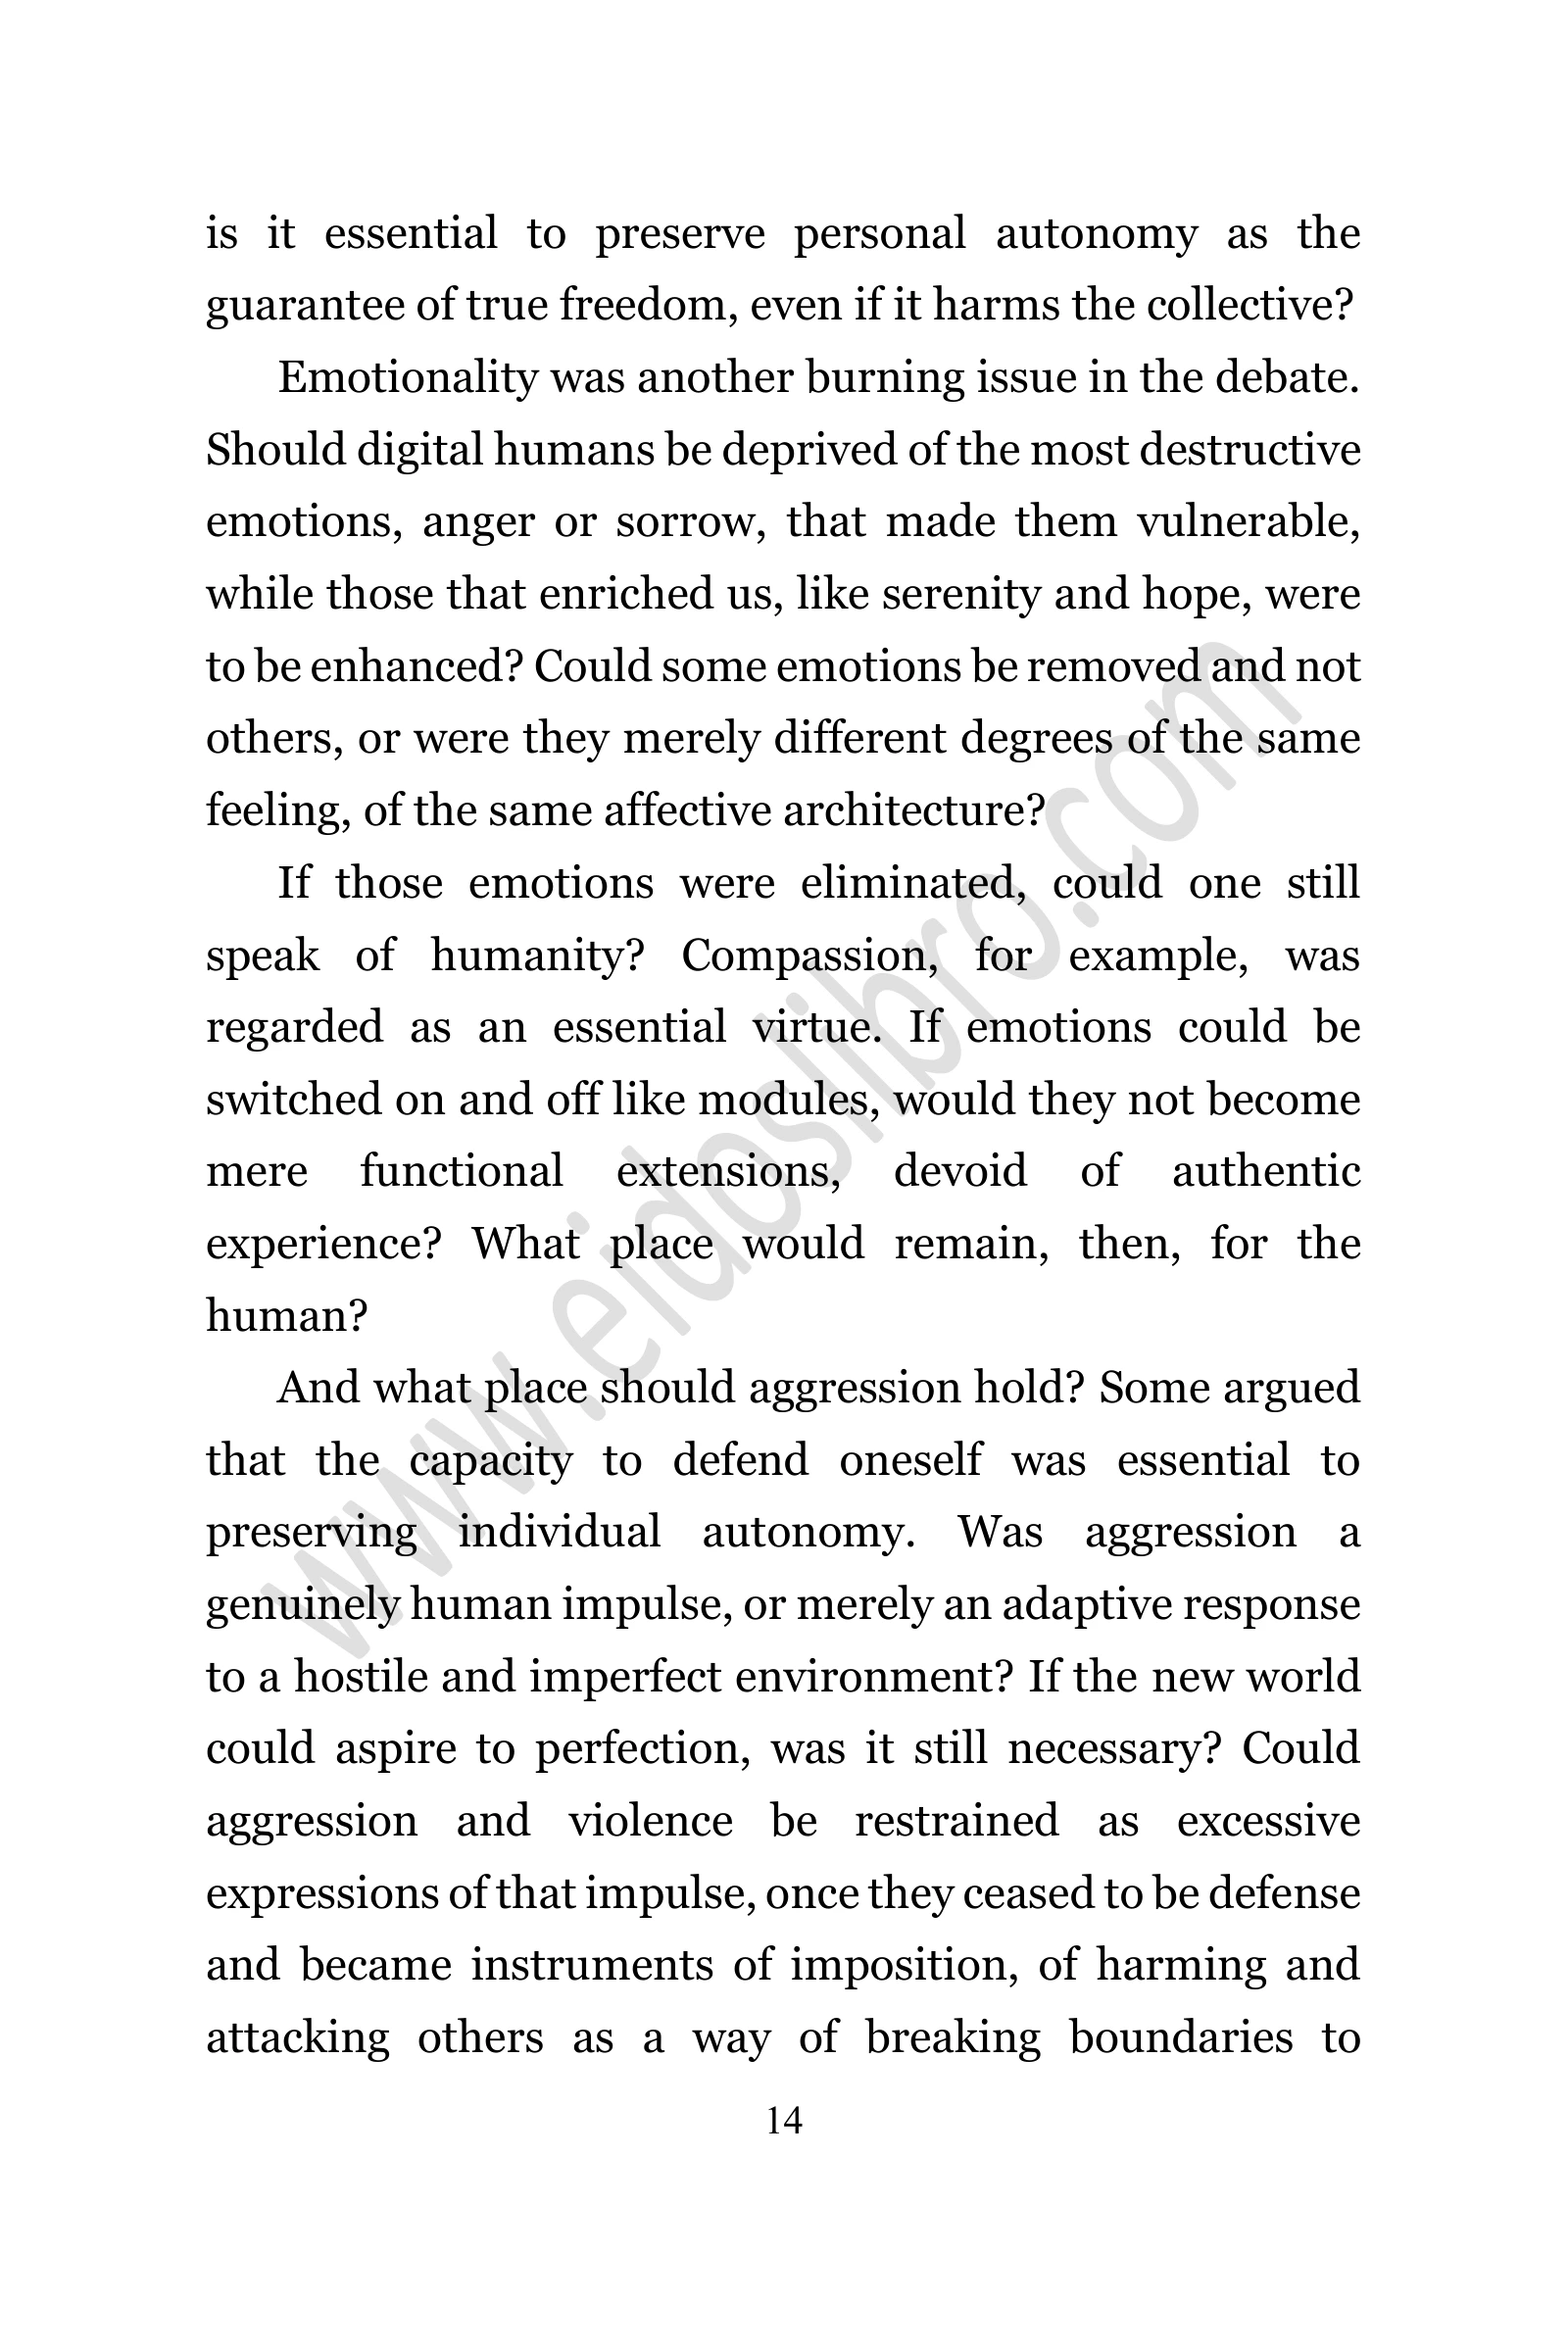 is it essential to preserve personal autonomy as the
guarantee of true freedom, even if it harms the collective?
Emotionality was another burning issue in the debate.
Should digital humans be deprived of the most destructive
emotions, anger or sorrow, that made them vulnerable,
while those that enriched us, like serenity and hope, were
to be enhanced? Could some emotions be removed and not
others, or were they merely different degrees of the same
feeling, of the same affective architecture?
If those emotions were eliminated, could one still
speak of humanity? Compassion, for example, was
regarded as an essential virtue. If emotions could be
switched on and off like modules, would they not become
mere functional extensions, devoid of authentic
experience? What place would remain, then, for the
human?
And what place should aggression hold? Some argued
that the capacity to defend oneself was essential to
preserving individual autonomy. Was aggression a
genuinely human impulse, or merely an adaptive response
to a hostile and imperfect environment? If the new world
could aspire to perfection, was it still necessary? Could
aggression and violence be restrained as excessive
expressions of that impulse, once they ceased to be defense
and became instruments of imposition, of harming and
attacking others as a way of breaking boundaries to
14
www.eidoslibro.com